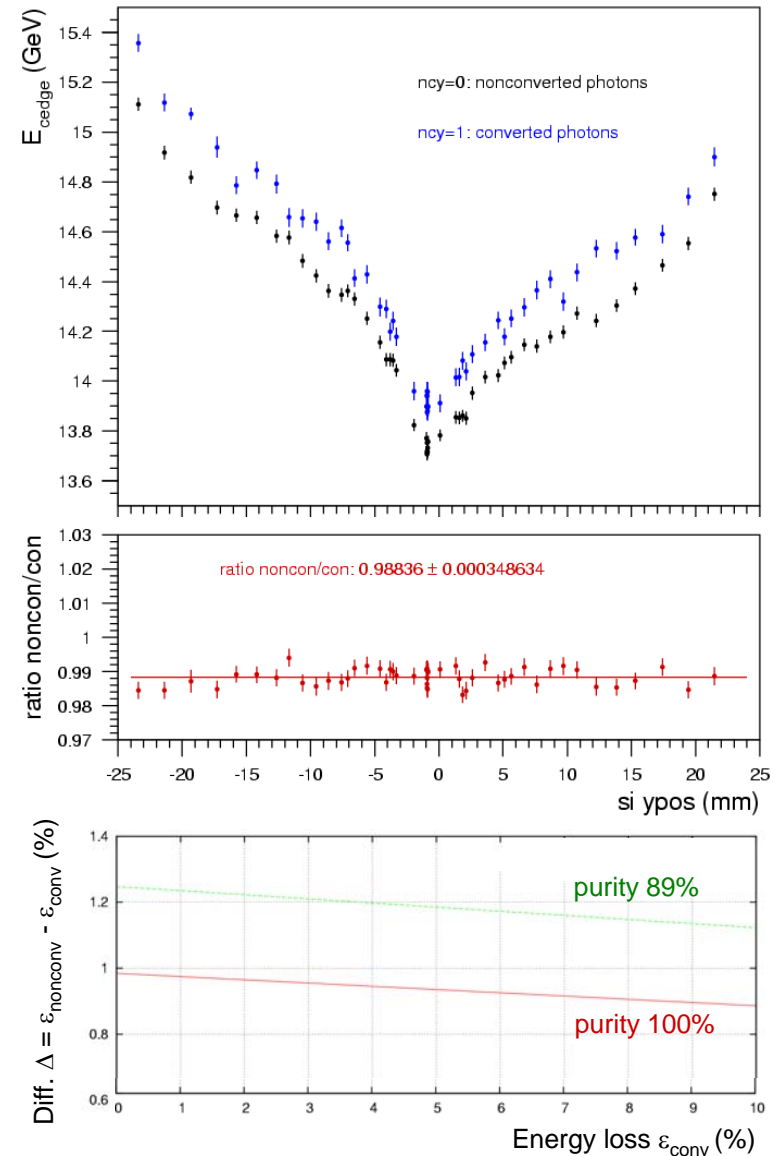 E_cedge (GeV)
15.4
15.2
15
14.8
14.6
14.4
14.2
14
13.8
13.6
ncy=0: nonconverted photons
ncy=1: converted photons
ratio noncon/con
1.03
1.02
1.01
1
0.99
0.98
0.97
ratio noncon/con: 0.98836 ± 0.000348634
-25 -20 -15 -10 -5 0 5 10 15 20 25
si ypos (mm)
Diff. Δ = ε_nonconv - ε_conv (%)
1.4
1.2
1
0.8
0.6
purity 89%
purity 100%
0 1 2 3 4 5 6 7 8 9 10
Energy loss ε_conv (%)